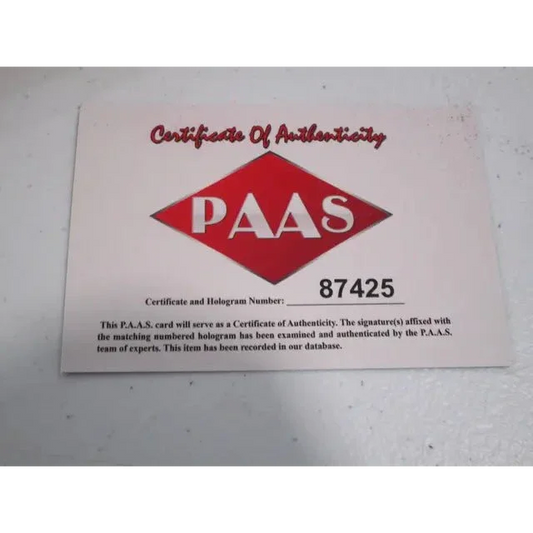 Certificate Of Authenticity
PAAS
Certificate and Hologram Number: 87425
This P.A.A.S. card will serve as a Certificate of Authenticity. The signature(s) affixed with
the matching numbered hologram has been examined and authenticated by the P.A.A.S.
team of experts. This item has been recorded in our database.